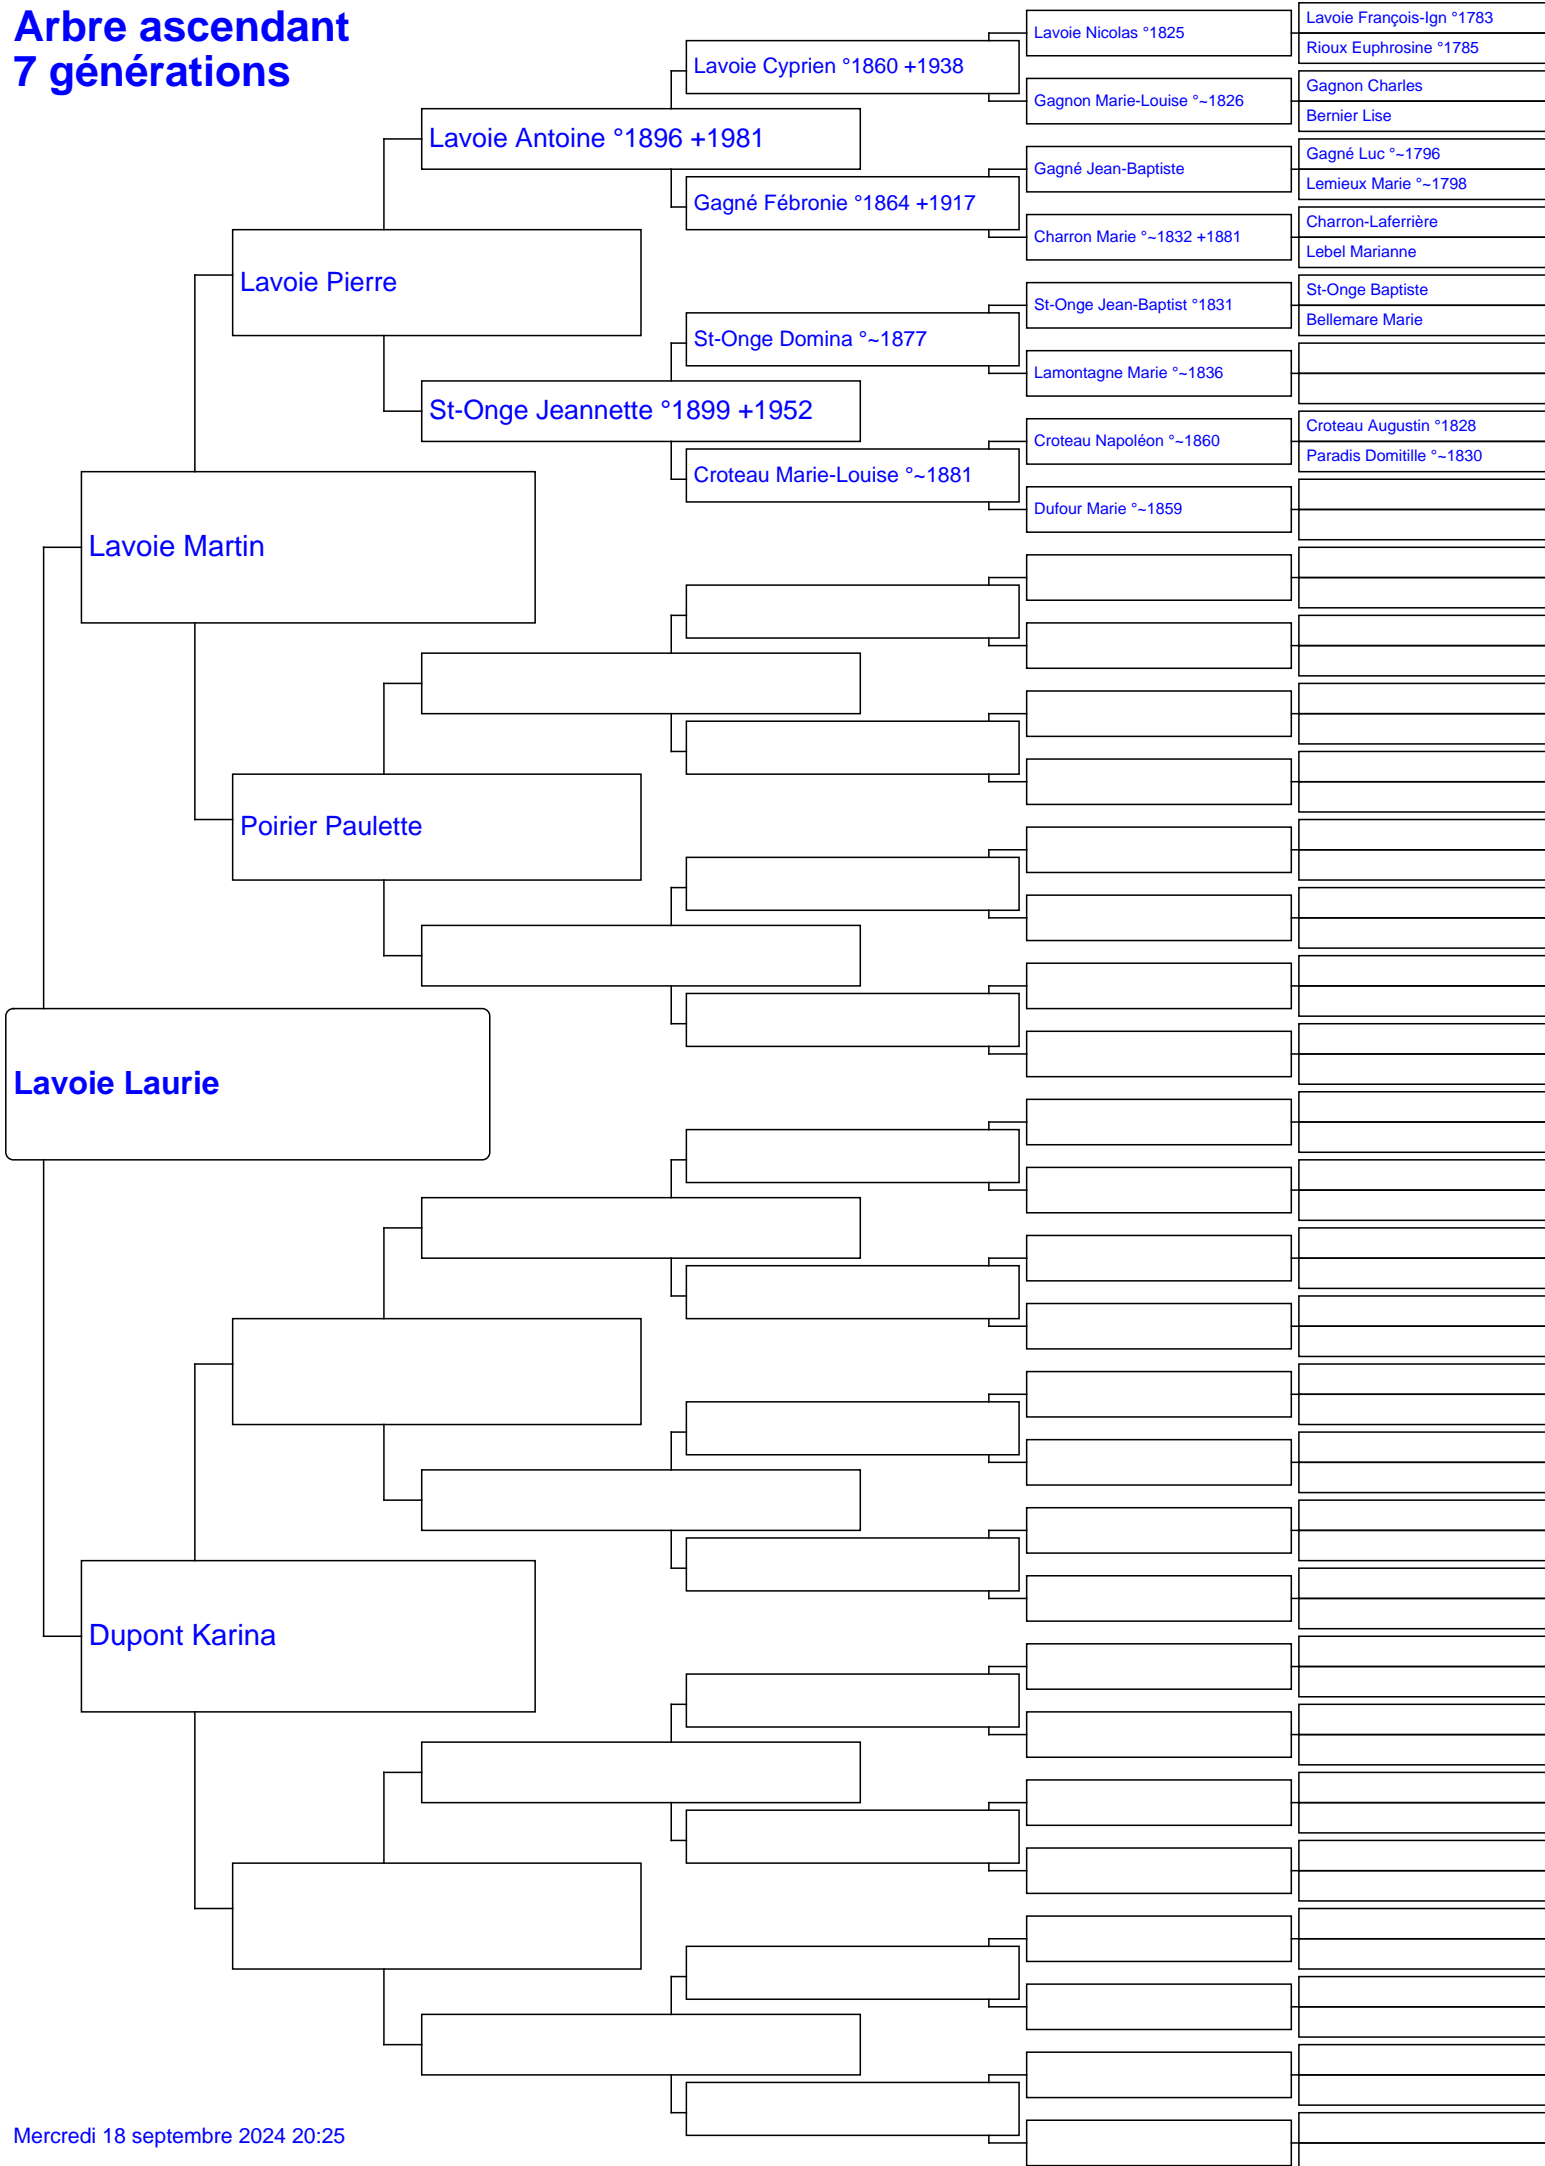 Arbre ascendant
7 générations
Lavoie François-Ign °1783
Lavoie Nicolas °1825
Rioux Euphrosine °1785
Lavoie Cyprien °1860 +1938
Gagnon Charles
Gagnon Marie-Louise °~1826
Bernier Lise
Lavoie Antoine °1896 +1981
Gagné Luc °~1796
Gagné Jean-Baptiste
Lemieux Marie °~1798
Gagné Fébronie °1864 +1917
Charron-Laferrière
Charron Marie °~1832 +1881
Lebel Marianne
Lavoie Pierre
St-Onge Baptiste
St-Onge Jean-Baptist °1831
Bellemare Marie
St-Onge Domina °~1877
Lamontagne Marie °~1836
St-Onge Jeannette °1899 +1952
Croteau Augustin °1828
Croteau Napoléon °~1860
Paradis Domitille °~1830
Croteau Marie-Louise °~1881
Dufour Marie °~1859
Lavoie Martin
Poirier Paulette
Lavoie Laurie
Dupont Karina
Mercredi 18 septembre 2024 20:25